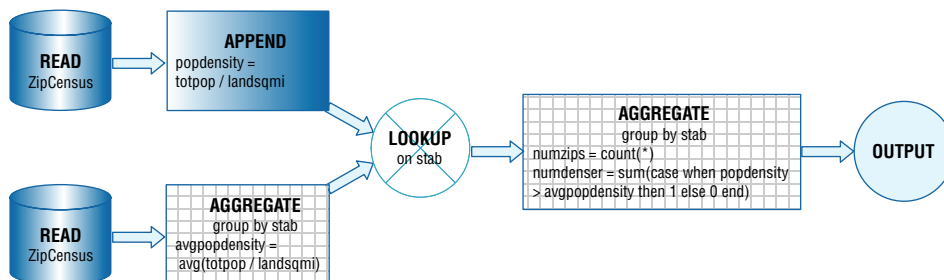 READ
ZipCensus
APPEND
popdensity =
totpop / landsqmi
READ
ZipCensus
AGGREGATE
group by stab
avgpopdensity =
avg(totpop / landsqmi)
LOOKUP
on stab
AGGREGATE
group by stab
numzips = count(*)
numdenser = sum(case when popdensity
> avgpopdensity then 1 else 0 end)
OUTPUT